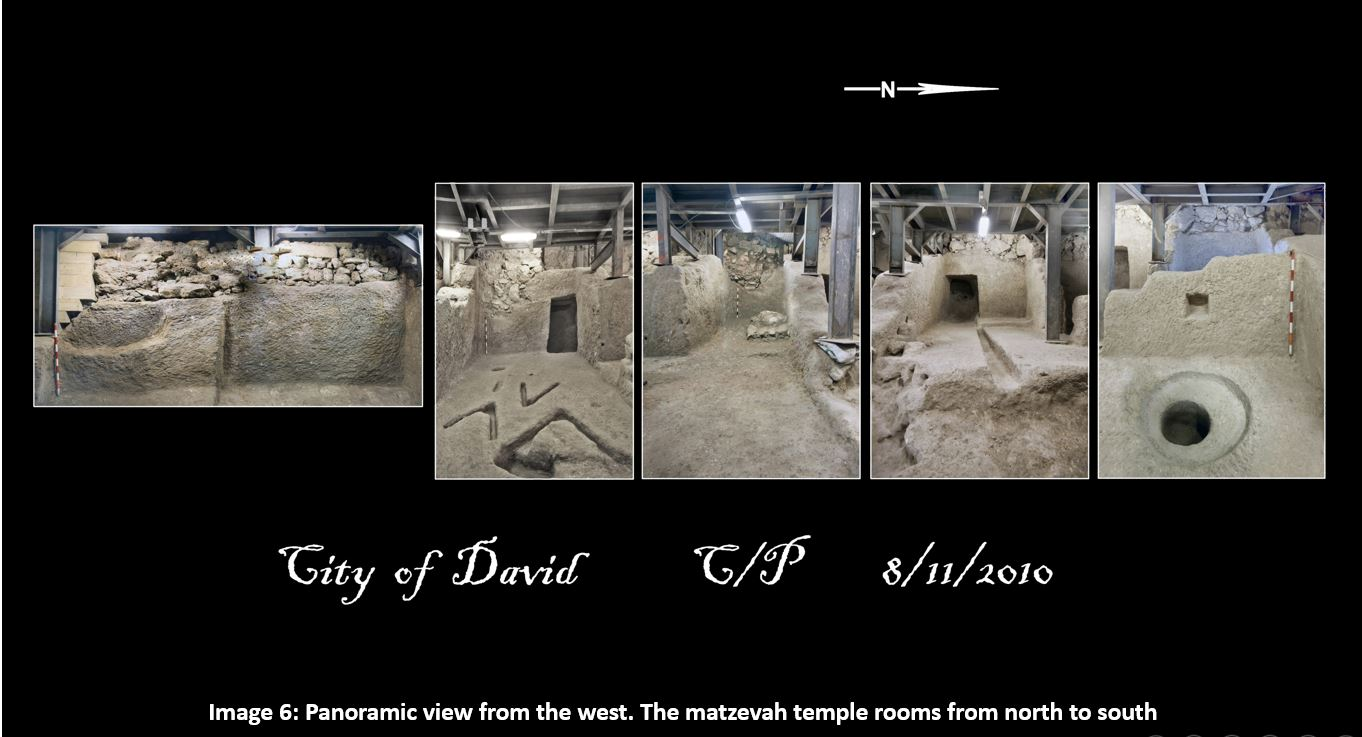 N
City of David C/P 8/11/2010
Image 6: Panoramic view from the west. The matzevah temple rooms from north to south